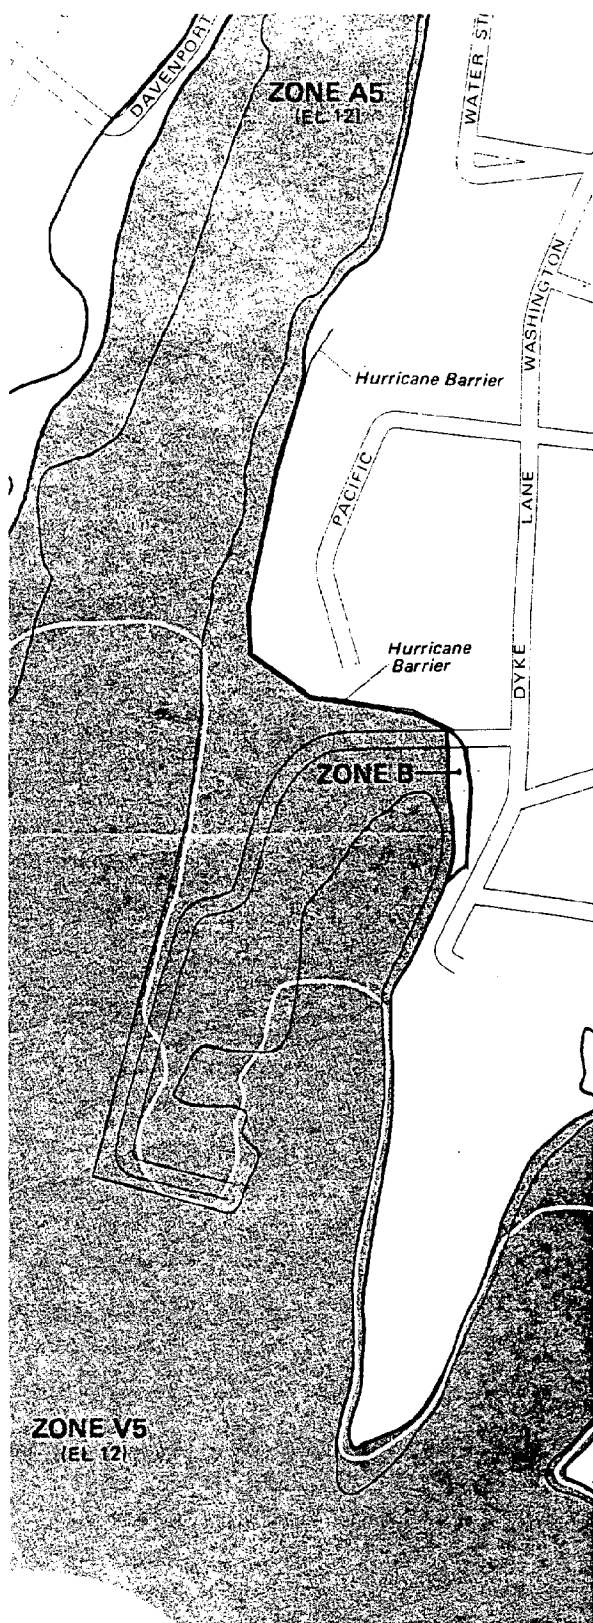 DAVENPORT
ZONE A5
(EL 12)
WATER ST
WASHINGTON
Hurricane Barrier
PACIFIC
LANE
Hurricane
Barrier
DYKE
ZONE B
ZONE V5
(EL 12)